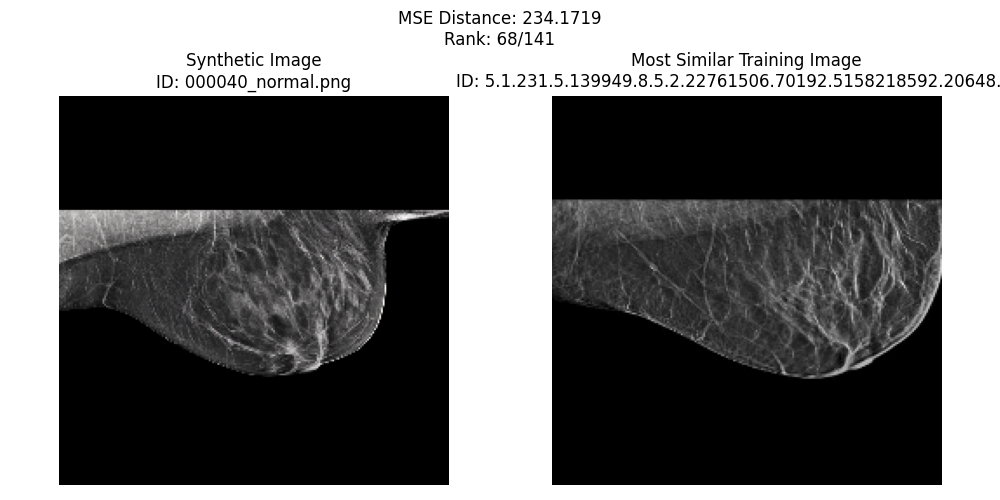 MSE Distance: 234.1719
Rank: 68/141
Synthetic Image
ID: 000040_normal.png
Most Similar Training Image
ID: 5.1.231.5.139949.8.5.2.22761506.70192.5158218592.20648.